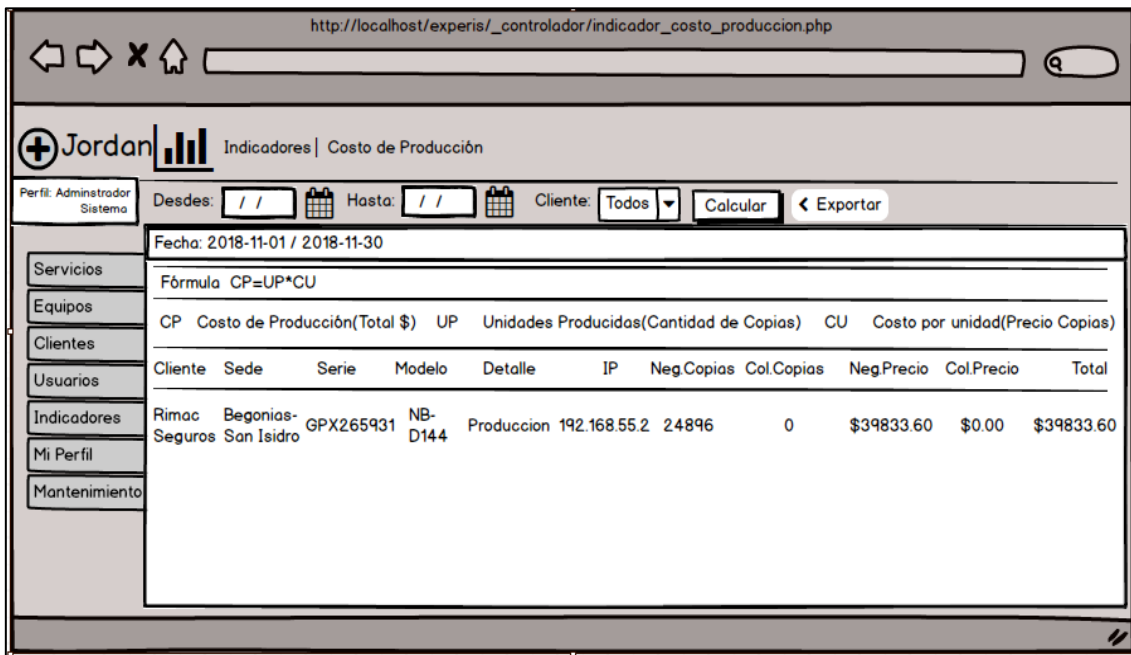 http://localhost/experis/_controlador/indicador_costo_produccion.php
Jordan Indicadores | Costo de Producción
Perfil: Adminstrador
Sistema
Desdes: / / Hasta: / / Cliente: Todos Calcular Exportar
Fecha: 2018-11-01 / 2018-11-30
Servicios
Equipos
Clientes
Usuarios
Indicadores
Mi Perfil
Mantenimiento
Fórmula CP=UP*CU
CP Costo de Producción(Total $) UP Unidades Producidas(Cantidad de Copias) CU Costo por unidad(Precio Copias)
Cliente Sede Serie Modelo Detalle IP Neg.Copias Col.Copias Neg.Precio Col.Precio Total
Rimac Seguros Begonias-San Isidro GPX265931 NB-D144 Produccion 192.168.55.2 24896 0 $39833.60 $0.00 $39833.60